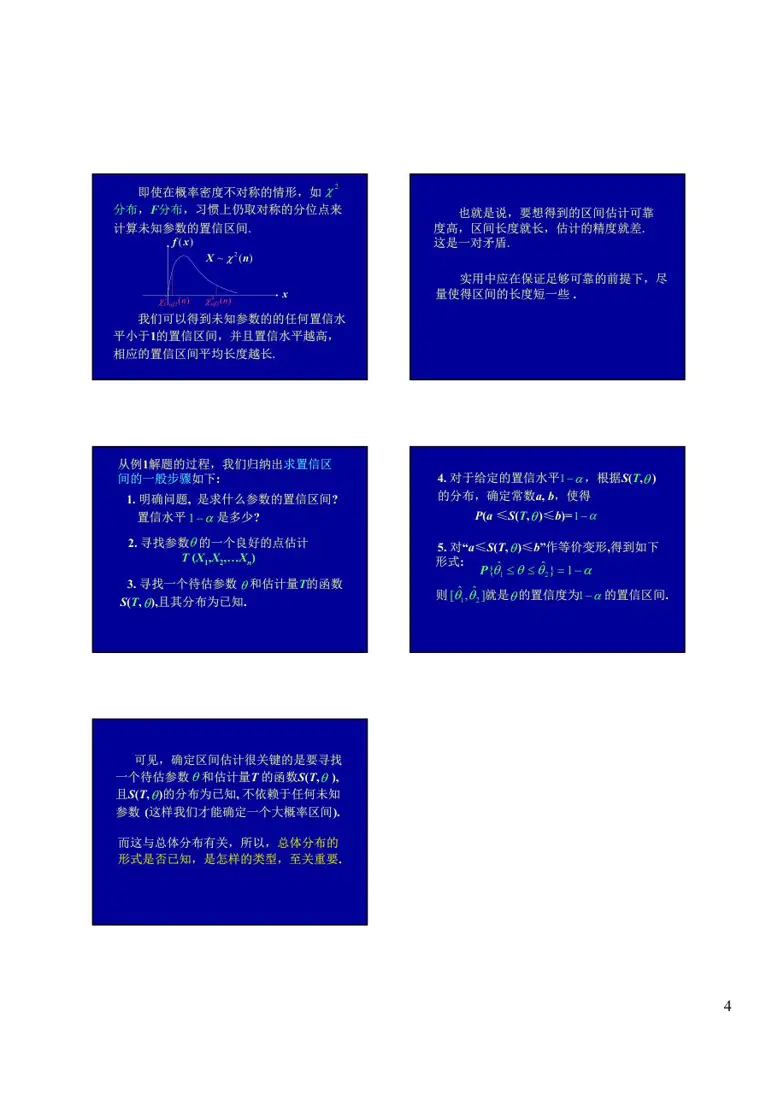 即使在概率密度不对称的情形，如 χ²
分布，F分布，习惯上仍取对称的分位点来
计算未知参数的置信区间.
f(x)
X ~ χ²(n)
x
我们可以得到未知参数的的任何置信水
平小于1的置信区间，并且置信水平越高，
相应的置信区间平均长度越长.
也就是说，要想得到的区间估计可靠
度高，区间长度就长，估计的精度就差.
这是一对矛盾.
实用中应在保证足够可靠的前提下，尽
量使得区间的长度短一些 .
从例1解题的过程，我们归纳出求置信区
间的一般步骤如下:
1. 明确问题, 是求什么参数的置信区间?
置信水平 1−α 是多少?
2. 寻找参数θ 的一个良好的点估计
T (X₁,X₂,…Xₙ)
3. 寻找一个待估参数 θ 和估计量T的函数
S(T, θ),且其分布为已知.
4. 对于给定的置信水平1−α，根据S(T,θ)
的分布，确定常数a, b，使得
P(a ≤S(T, θ)≤b)=1−α
5. 对“a≤S(T, θ)≤b”作等价变形,得到如下
形式:
P{θ̂₁ ≤ θ ≤ θ̂₂} = 1−α
则 [θ̂₁, θ̂₂]就是θ的置信度为1−α 的置信区间.
可见，确定区间估计很关键的是要寻找
一个待估参数 θ 和估计量T 的函数S(T, θ ),
且S(T, θ)的分布为已知, 不依赖于任何未知
参数 (这样我们才能确定一个大概率区间).
而这与总体分布有关，所以，总体分布的
形式是否已知，是怎样的类型，至关重要.
4